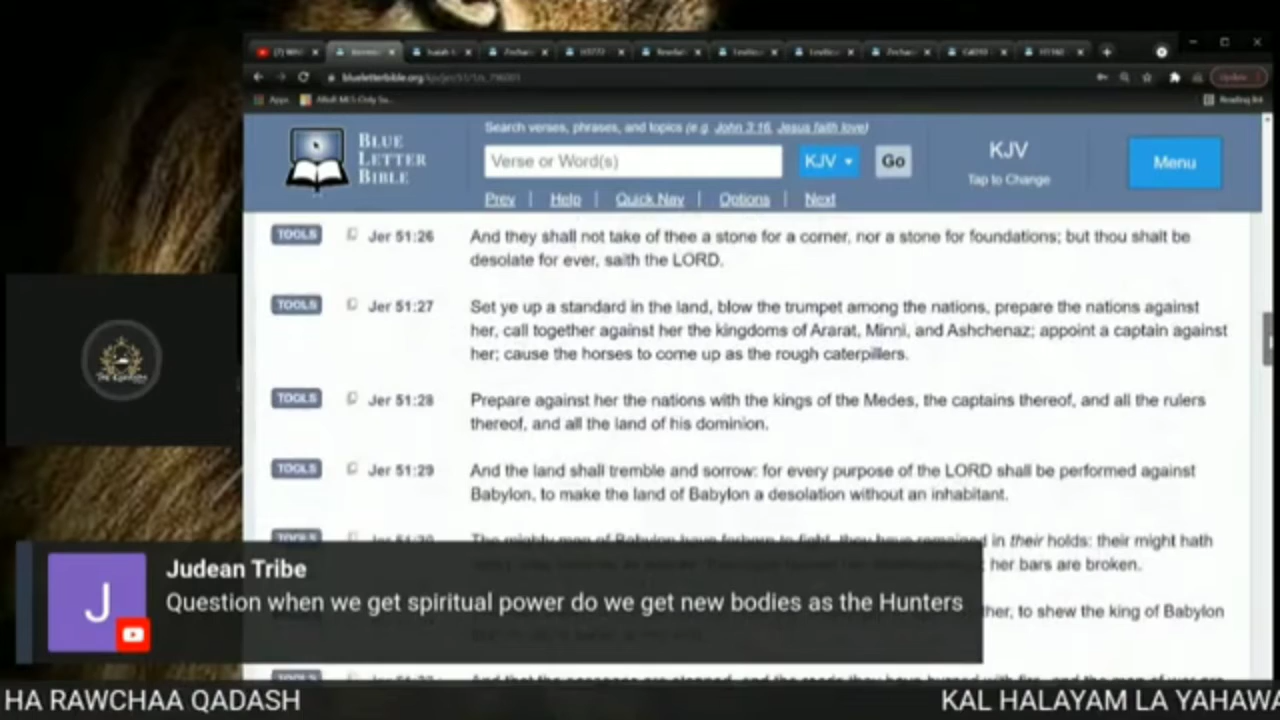 blueletterbible.org
Apps
Reading list
BLUE
LETTER
BIBLE
Search verses, phrases, and topics (e.g. John 3:16, Jesus faith love)
Verse or Word(s)
KJV
Go
KJV
Tap to Change
Menu
Prev | Help | Quick Nav | Options | Next
TOOLS Jer 51:26 And they shall not take of thee a stone for a corner, nor a stone for foundations; but thou shalt be
desolate for ever, saith the LORD.
TOOLS Jer 51:27 Set ye up a standard in the land, blow the trumpet among the nations, prepare the nations against
her, call together against her the kingdoms of Ararat, Minni, and Ashchenaz; appoint a captain against
her; cause the horses to come up as the rough caterpillers.
TOOLS Jer 51:28 Prepare against her the nations with the kings of the Medes, the captains thereof, and all the rulers
thereof, and all the land of his dominion.
TOOLS Jer 51:29 And the land shall tremble and sorrow: for every purpose of the LORD shall be performed against
Babylon, to make the land of Babylon a desolation without an inhabitant.
in their holds: their might hath
; her bars are broken.
to shew the king of Babylon
J
Judean Tribe
Question when we get spiritual power do we get new bodies as the Hunters
HA RAWCHAA QADASH
KAL HALAYAM LA YAHAWA